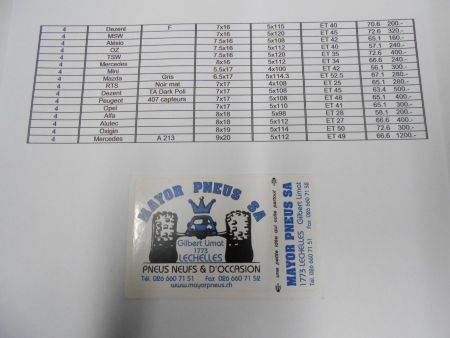 4 Dezent F 7x16 5x115 ET 40 70.6 200.-
4 MSW 7x16 5x120 ET 45 72.6 320.-
4 Alésio 7.5x16 5x108 ET 42 65.1 160.-
4 OZ 7.5x16 5x112 ET 40 57.1 240.-
4 TSW 7.5x16 5x120 ET 35 72.6 400.-
4 Mercedes 8x16 5x112 ET 34 66.6 240.-
4 Mini 5.5x17 4x100 ET 42 56.1 300.-
4 Mazda Gris 6.5x17 5x114.3 ET 52.5 67.1 280.-
4 RTS Noir mat 7x17 4x108 ET 25 65.1 280.-
4 Dezent TA Dark Poli 7x17 5x108 ET 45 63.4 500.-
4 Peugeot 407 capteurs 7x17 5x108 ET 48 65.1 400.-
4 Opel 7x17 5x110 ET 41 65.1 300.-
4 Alfa 8x18 5x98 ET 28 58.1 200.-
4 Alutec 8x18 5x112 ET 27 66.6 400.-
4 Oxigin 8x19 5x114 ET 50 72.6 300.-
4 Mercedes A 213 9x20 5x112 ET 49 66.6 1200.-
MAYOR PNEUS SA
Gilbert Limat
1773
LECHELLES
PNEUS NEUFS & D'OCCASION
Tél. 026 660 71 51 Fax 026 660 71 52
www.mayorpneus.ch
une petite qui colle partout
MAYOR PNEUS SA
1773 LECHELLES Gilbert Limat
Tél. 026 660 71 51 Fax 026 660 71 52